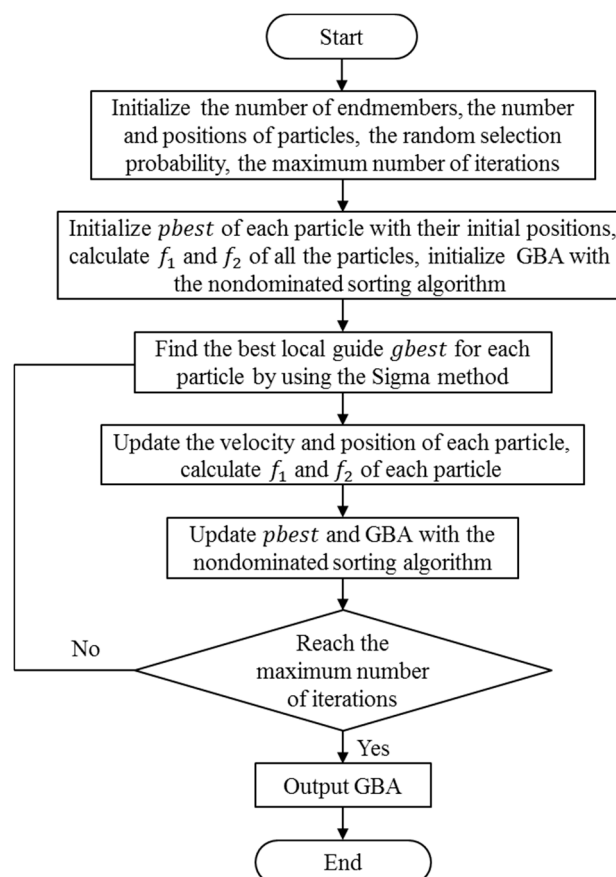 Start
Initialize the number of endmembers, the number
and positions of particles, the random selection
probability, the maximum number of iterations
Initialize pbest of each particle with their initial positions,
calculate f₁ and f₂ of all the particles, initialize GBA with
the nondominated sorting algorithm
Find the best local guide gbest for each
particle by using the Sigma method
Update the velocity and position of each particle,
calculate f₁ and f₂ of each particle
Update pbest and GBA with the
nondominated sorting algorithm
No
Reach the
maximum number
of iterations
Yes
Output GBA
End